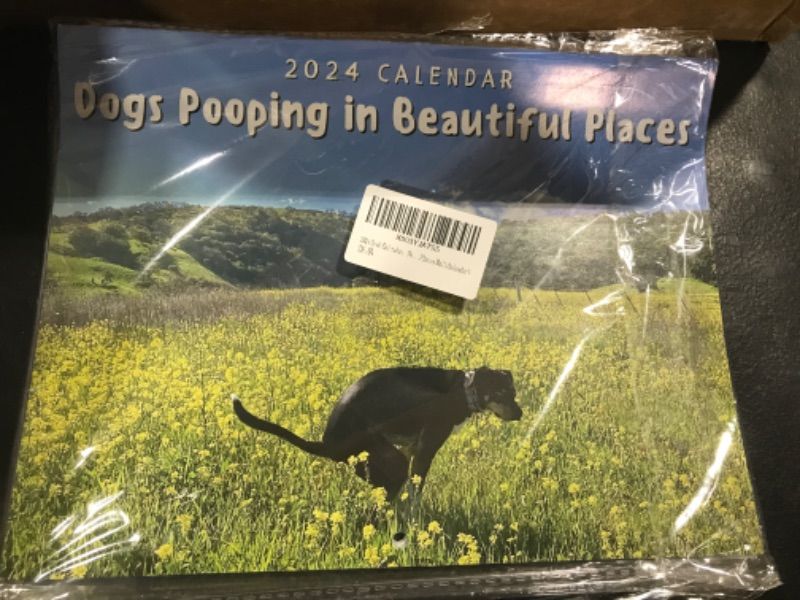 2024 CALENDAR
Dogs Pooping in Beautiful Places